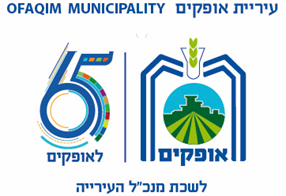 OFAQIM MUNICIPALITY עיריית אופקים
65
לאופקים
אופקים
לשכת מנכ"ל העירייה